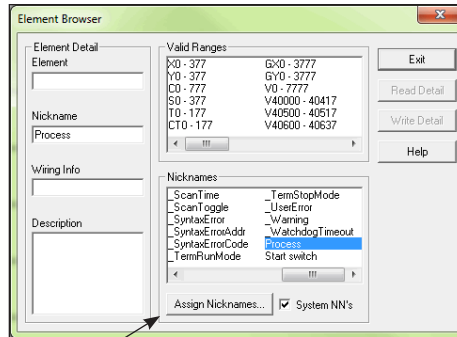 Element Browser
Element Detail
Element
Nickname
Process
Wiring Info
Description
Valid Ranges
X0 - 377 GX0 - 3777
Y0 - 377 GY0 - 3777
C0 - 777 V0 - 7777
S0 - 377 V40000 - 40417
T0 - 177 V40500 - 40517
CT0 - 177 V40600 - 40637
Nicknames
_ScanTime _TermStopMode
_ScanToggle _UserError
_SyntaxError _Warning
_SyntaxErrorAddr _WatchdogTimeout
_SyntaxErrorCode Process
_TermRunMode Start switch
Assign Nicknames... System NN's
Exit
Read Detail
Write Detail
Help